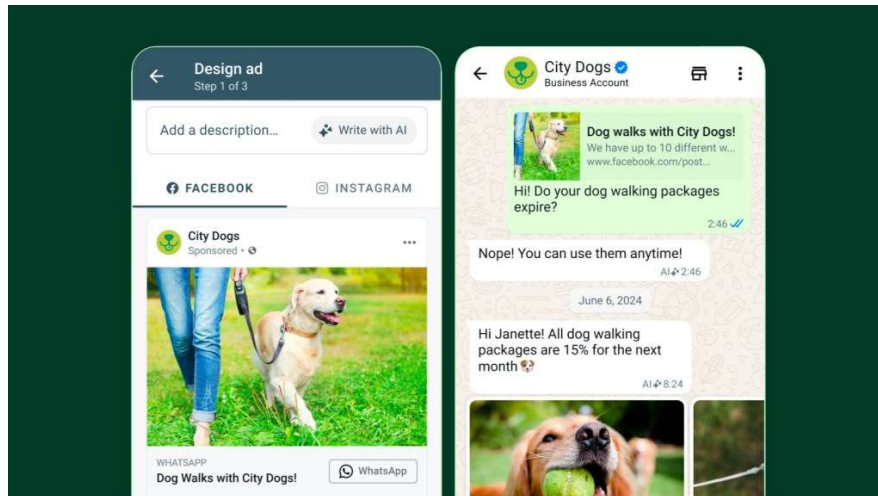 Design ad
Step 1 of 3
Add a description...
Write with AI
FACEBOOK
INSTAGRAM
City Dogs
Sponsored •
WHATSAPP
Dog Walks with City Dogs!
WhatsApp
City Dogs
Business Account
Dog walks with City Dogs!
We have up to 10 different w...
www.facebook.com/post...
Hi! Do your dog walking packages
expire?
2:46
Nope! You can use them anytime!
AI 2:46
June 6, 2024
Hi Janette! All dog walking
packages are 15% for the next
month
AI 8:24